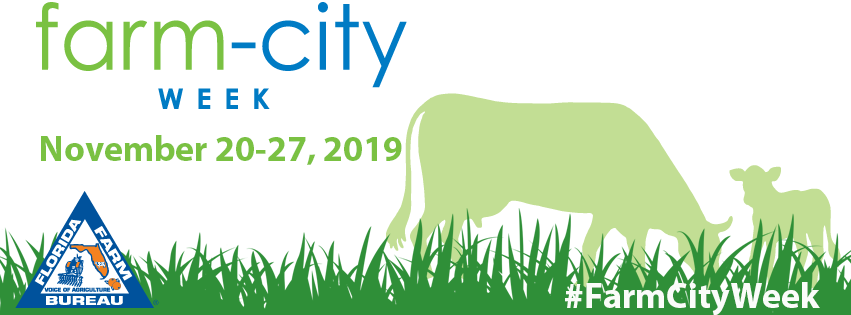 farm-city
WEEK
November 20-27, 2019
FLORIDA
FARM
VOICE OF AGRICULTURE
BUREAU
#FarmCityWeek